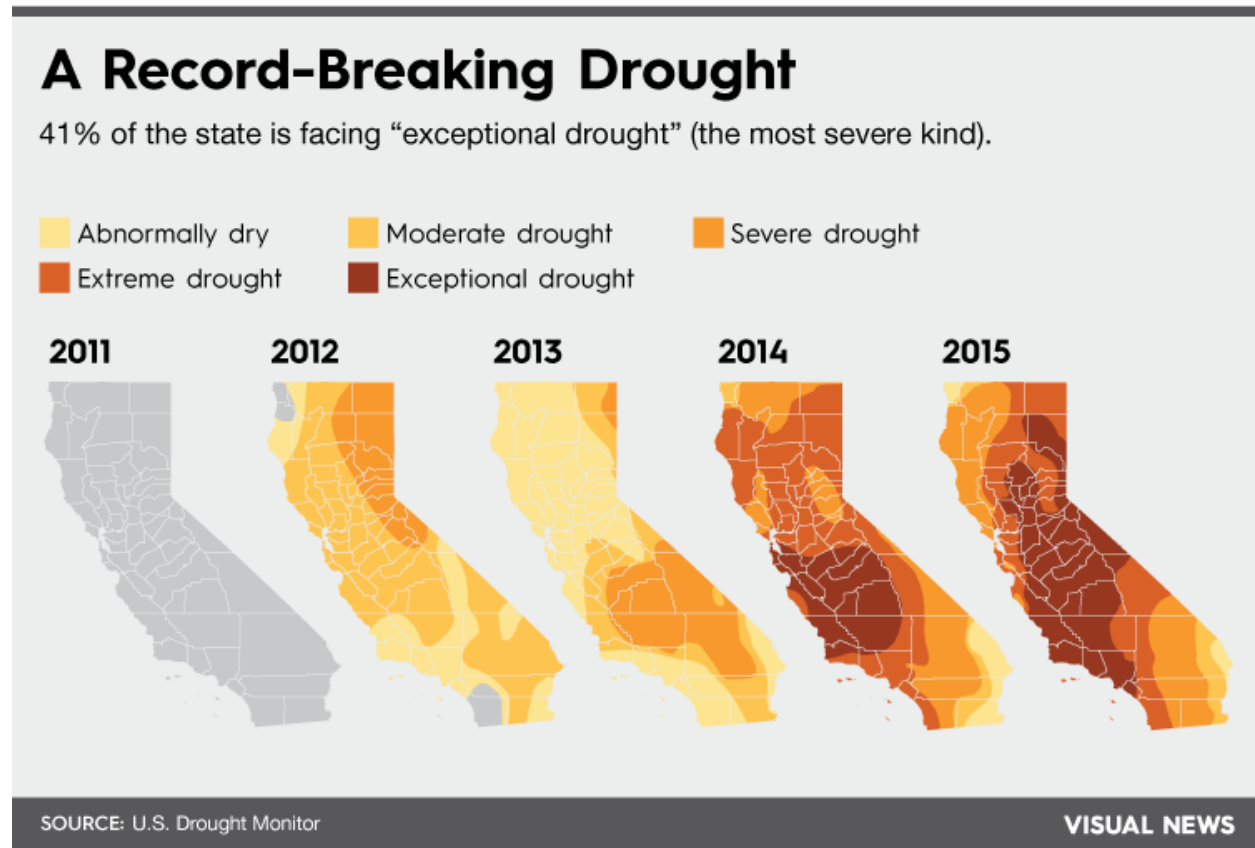 A Record-Breaking Drought
41% of the state is facing “exceptional drought” (the most severe kind).
Abnormally dry
Moderate drought
Severe drought
Extreme drought
Exceptional drought
2011
2012
2013
2014
2015
SOURCE: U.S. Drought Monitor
VISUAL NEWS